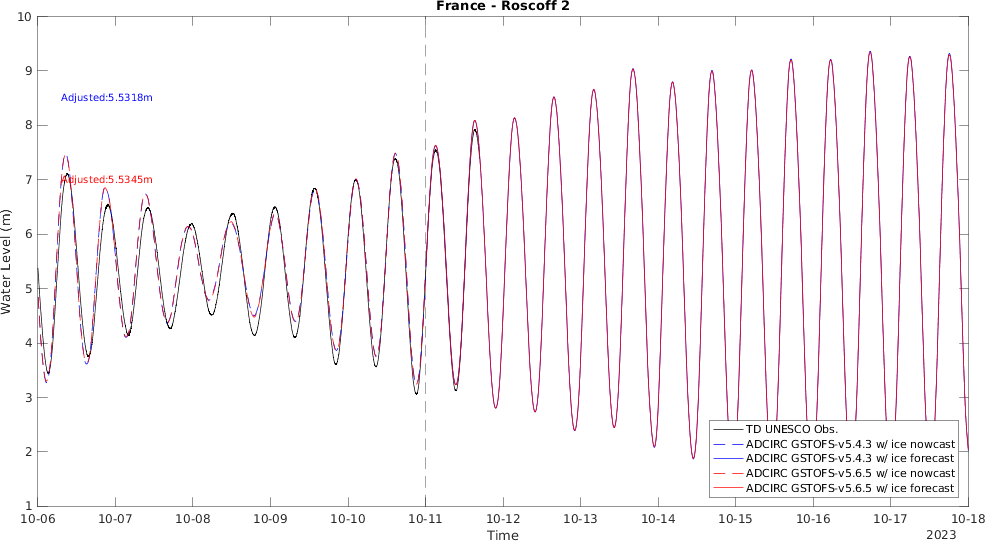 France - Roscoff 2
10
9
8
7
6
5
4
3
2
1
Water Level (m)
Adjusted:5.5318m
Adjusted:5.5345m
TD UNESCO Obs.
ADCIRC GSTOFS-v5.4.3 w/ ice nowcast
ADCIRC GSTOFS-v5.4.3 w/ ice forecast
ADCIRC GSTOFS-v5.6.5 w/ ice nowcast
ADCIRC GSTOFS-v5.6.5 w/ ice forecast
10-06 10-07 10-08 10-09 10-10 10-11 10-12 10-13 10-14 10-15 10-16 10-17 10-18
Time
2023